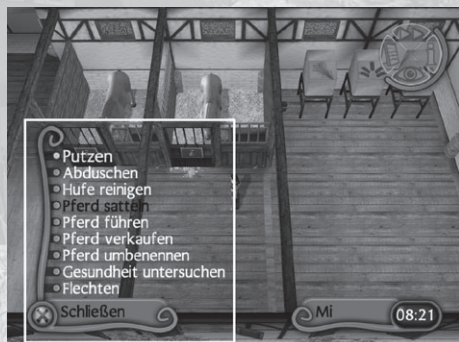 Putzen
Abduschen
Hufe reinigen
Pferd satteln
Pferd führen
Pferd verkaufen
Pferd umbenennen
Gesundheit untersuchen
Flechten
Schließen
Mi
08:21